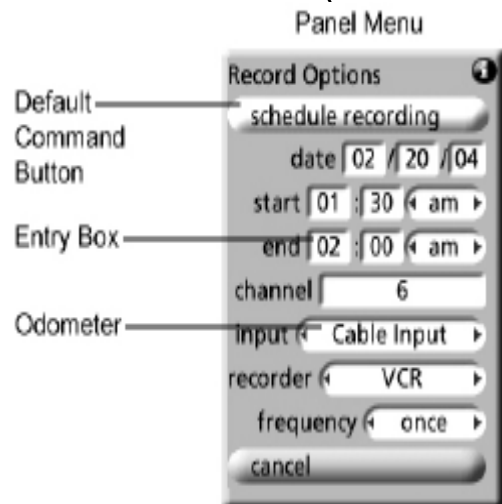 Panel Menu
Record Options i
Default Command Button
schedule recording
date 02 / 20 / 04
start 01 : 30 am
Entry Box
end 02 : 00 am
channel 6
Odometer
input Cable Input
recorder VCR
frequency once
cancel